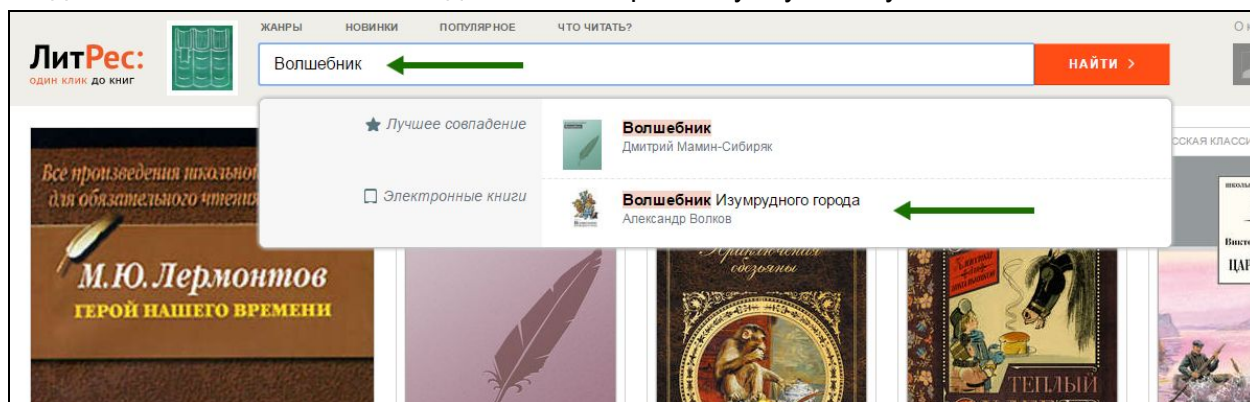 ЖАНРЫ НОВИНКИ ПОПУЛЯРНОЕ ЧТО ЧИТАТЬ?
ЛитРес:
один клик до книг
Волшебник
НАЙТИ >
Лучшее совпадение
Волшебник
Дмитрий Мамин-Сибиряк
Электронные книги
Волшебник Изумрудного города
Александр Волков
Все произведения школьной
для обязательного чтения
М.Ю.Лермонтов
ГЕРОЙ НАШЕГО ВРЕМЕНИ
обезьяны
ТЕПЛЫЙ